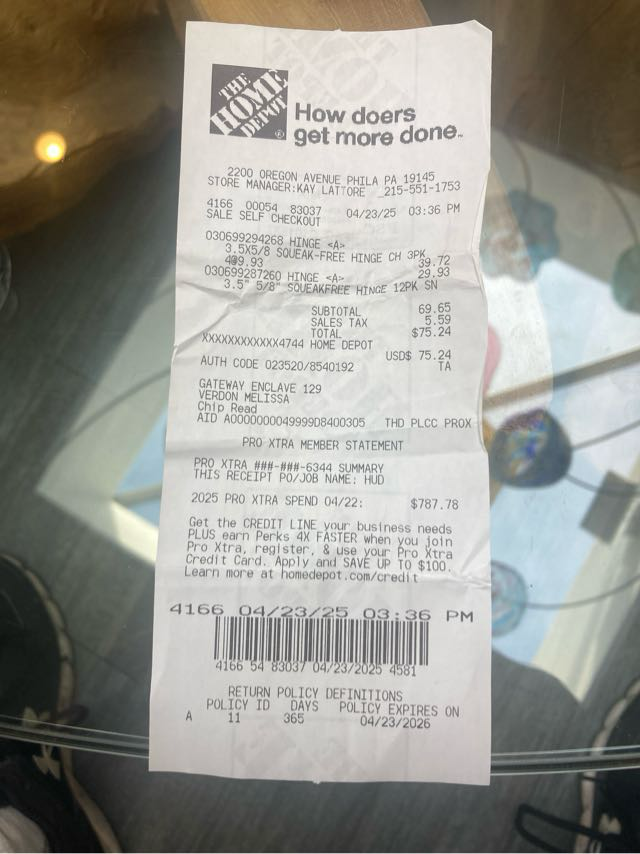 THE
HOME
DEPOT
®
How doers
get more done™
2200 OREGON AVENUE PHILA PA 19145
STORE MANAGER:KAY LATTORE 215-551-1753
4166 00054 83037 04/23/25 03:36 PM
SALE SELF CHECKOUT
030699294268 HINGE <A>
3.5X5/8 SQUEAK-FREE HINGE CH 3PK
4@9.93 39.72
030699287260 HINGE <A> 29.93
3.5" 5/8" SQUEAKFREE HINGE 12PK SN
SUBTOTAL 69.65
SALES TAX 5.59
TOTAL $75.24
XXXXXXXXXXXX4744 HOME DEPOT
USD$ 75.24
AUTH CODE 023520/8540192 TA
GATEWAY ENCLAVE 129
VERDON MELISSA
Chip Read
AID A0000000049999D8400305 THD PLCC PROX
PRO XTRA MEMBER STATEMENT
PRO XTRA ###-###-6344 SUMMARY
THIS RECEIPT PO/JOB NAME: HUD
2025 PRO XTRA SPEND 04/22: $787.78
Get the CREDIT LINE your business needs
PLUS earn Perks 4X FASTER when you join
Pro Xtra, register, & use your Pro Xtra
Credit Card. Apply and SAVE UP TO $100.
Learn more at homedepot.com/credit
4166 04/23/25 03:36 PM
4166 54 83037 04/23/2025 4581
RETURN POLICY DEFINITIONS
POLICY ID DAYS POLICY EXPIRES ON
A 11 365 04/23/2026